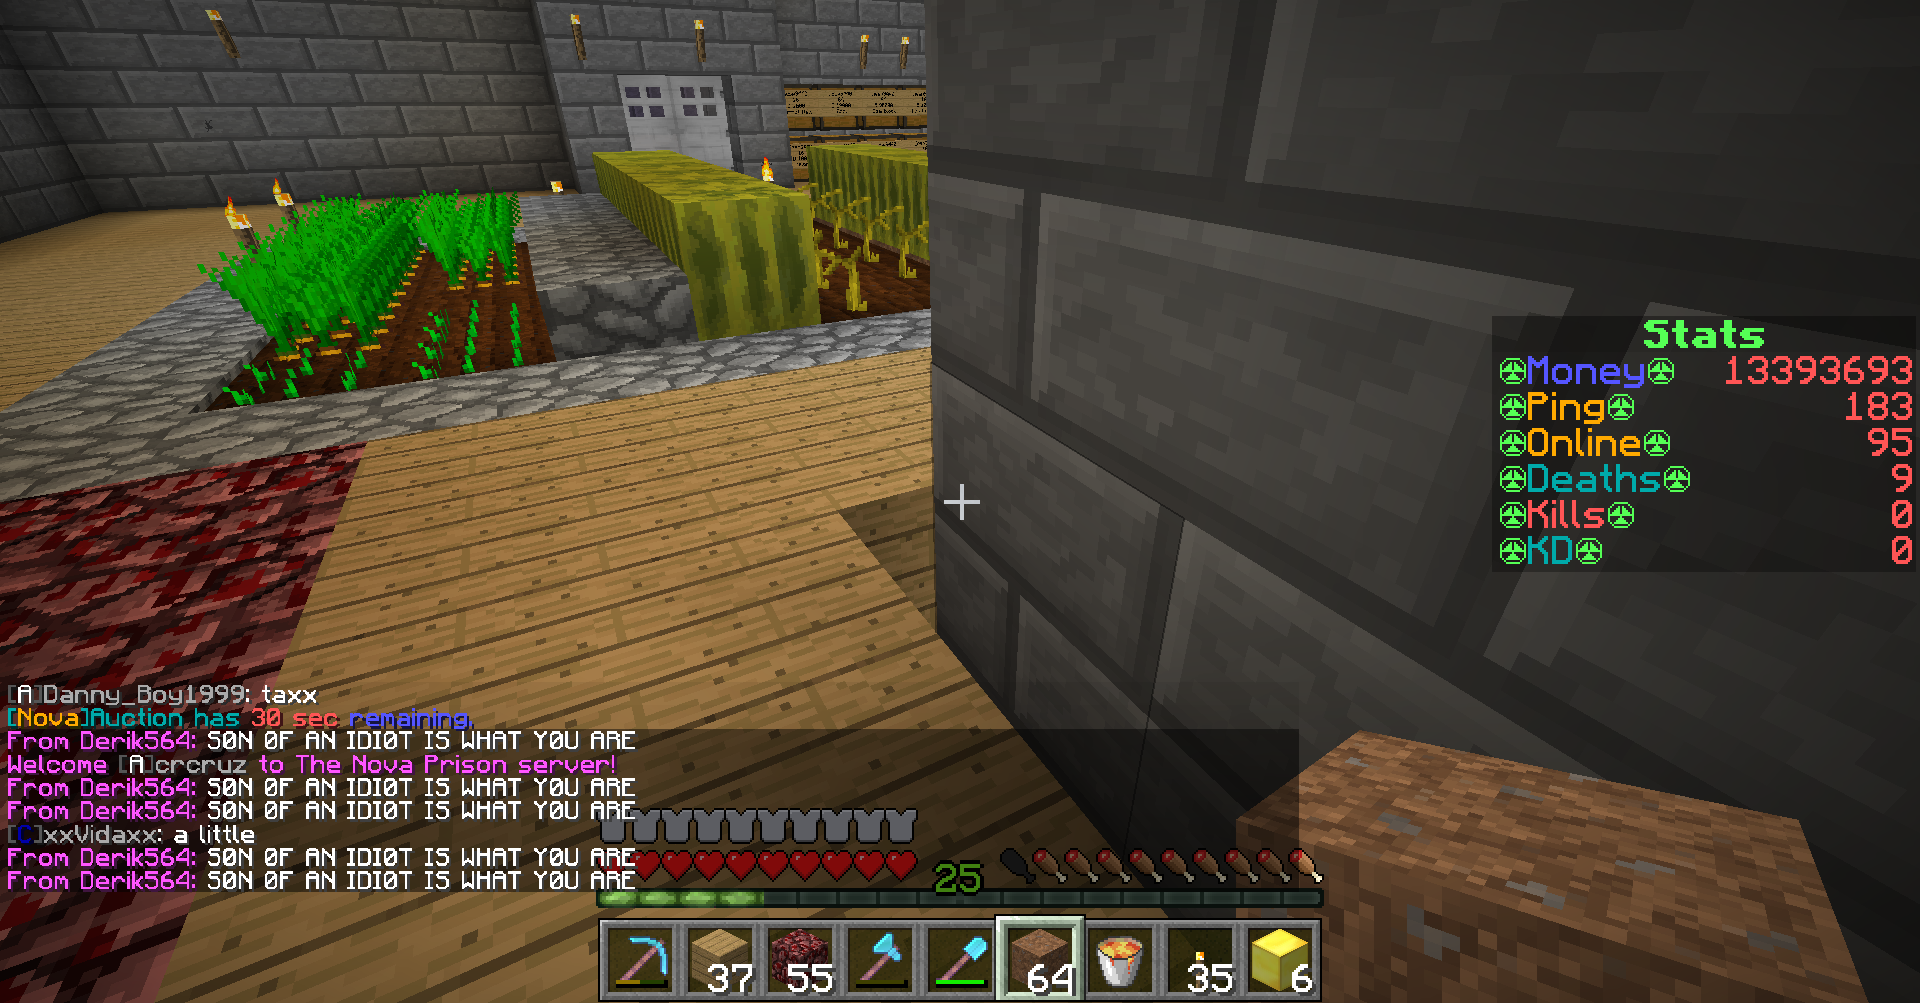 Stats
Money 13393693
Ping 183
Online 95
Deaths 9
Kills 0
KD 0
[A]Danny_Boy1999: taxx
[Nova]Auction has 30 sec remaining.
From Derik564: S0N 0F AN IDI0T IS WHAT Y0U ARE
Welcome [A]crcruz to The Nova Prison server!
From Derik564: S0N 0F AN IDI0T IS WHAT Y0U ARE
From Derik564: S0N 0F AN IDI0T IS WHAT Y0U ARE
[C]xxVidaxx: a little
From Derik564: S0N 0F AN IDI0T IS WHAT Y0U ARE
From Derik564: S0N 0F AN IDI0T IS WHAT Y0U ARE
25
37 55 64 35 6